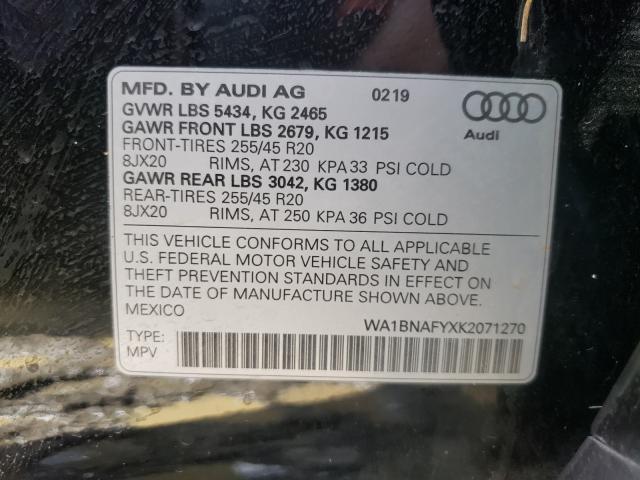 MFD. BY AUDI AG 0219
GVWR LBS 5434, KG 2465
GAWR FRONT LBS 2679, KG 1215
FRONT-TIRES 255/45 R20
8JX20 RIMS, AT 230 KPA 33 PSI COLD
GAWR REAR LBS 3042, KG 1380
REAR-TIRES 255/45 R20
8JX20 RIMS, AT 250 KPA 36 PSI COLD
Audi
THIS VEHICLE CONFORMS TO ALL APPLICABLE
U.S. FEDERAL MOTOR VEHICLE SAFETY AND
THEFT PREVENTION STANDARDS IN EFFECT ON
THE DATE OF MANUFACTURE SHOWN ABOVE.
MEXICO
WA1BNAFYXK2071270
TYPE:
MPV